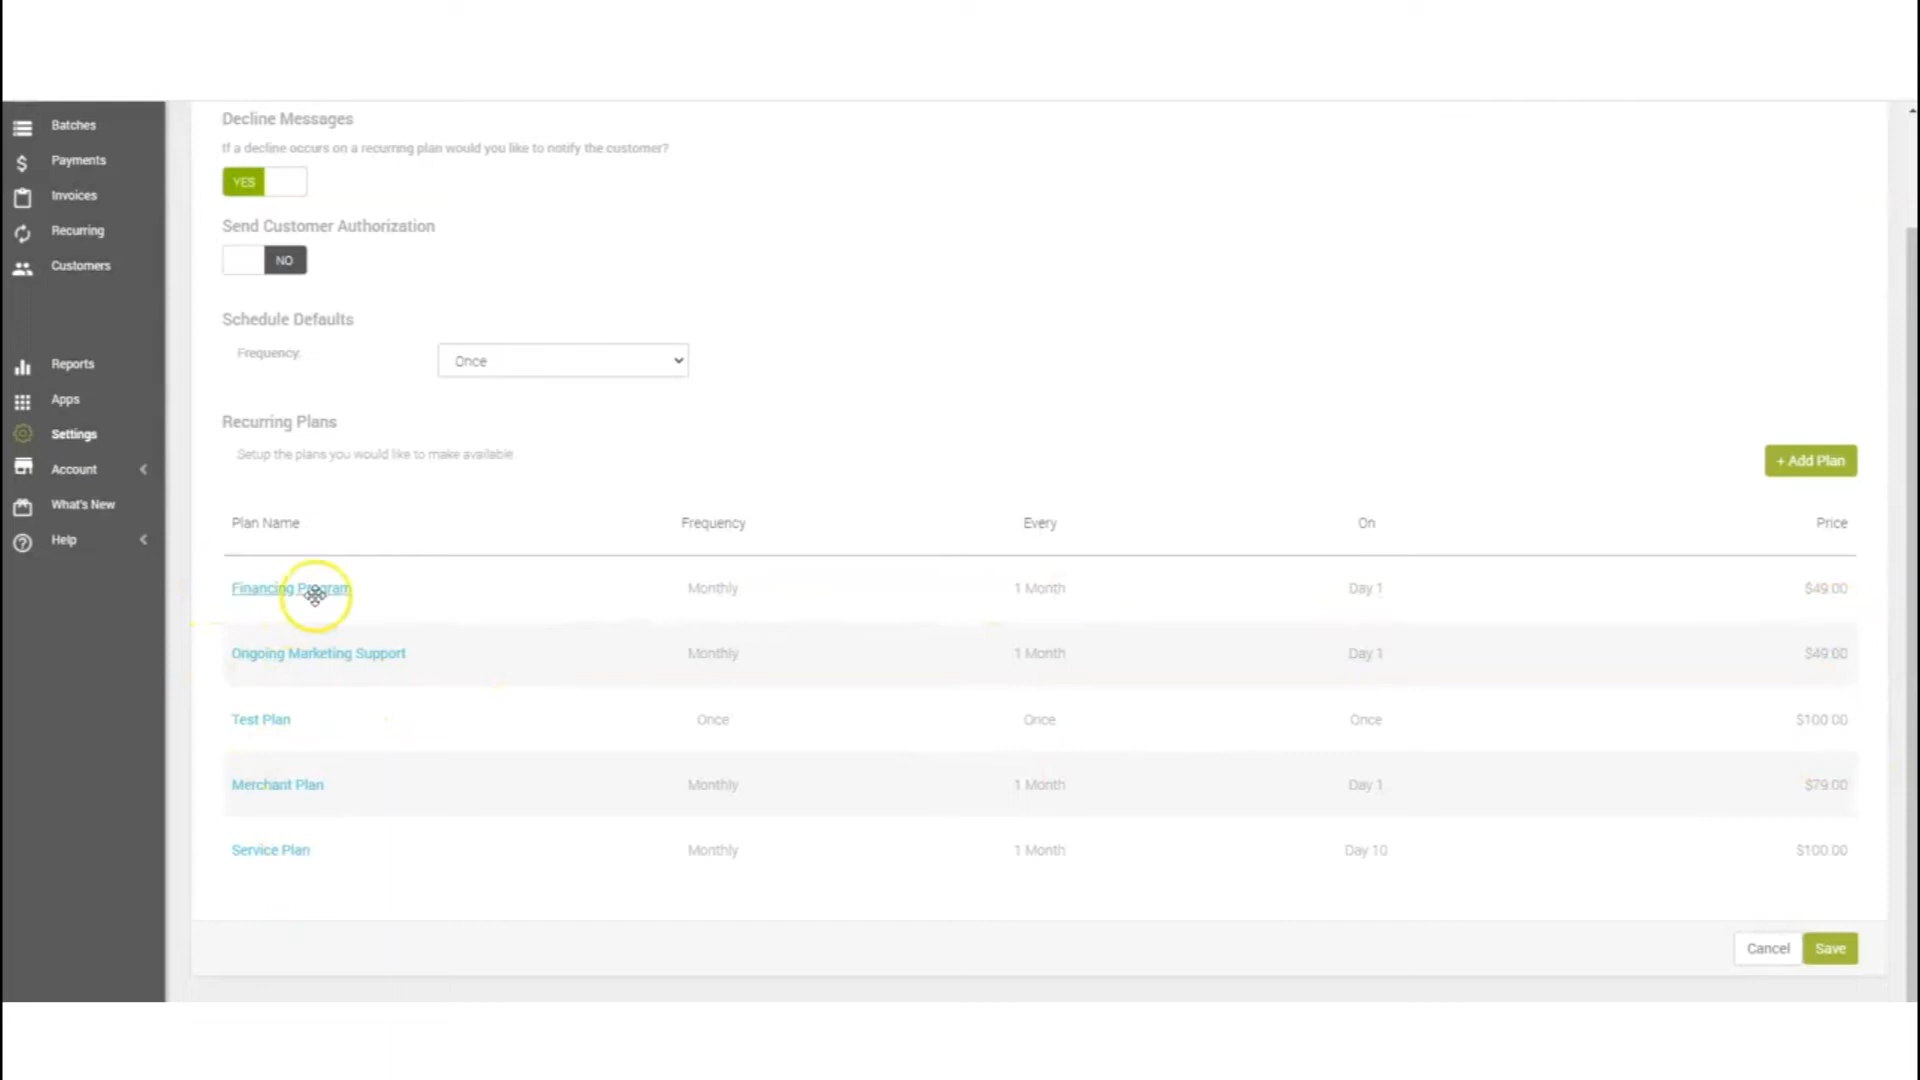 Batches
Payments
Invoices
Recurring
Customers
Reports
Apps
Settings
Account
What's New
Help
Decline Messages
If a decline occurs on a recurring plan would you like to notify the customer?
YES
Send Customer Authorization
NO
Schedule Defaults
Frequency: Once
Recurring Plans
Setup the plans you would like to make available.
+ Add Plan
Plan Name Frequency Every On Price
Financing Program Monthly 1 Month Day 1 $49.00
Ongoing Marketing Support Monthly 1 Month Day 1 $49.00
Test Plan Once Once Once $100.00
Merchant Plan Monthly 1 Month Day 1 $79.00
Service Plan Monthly 1 Month Day 10 $100.00
Cancel Save